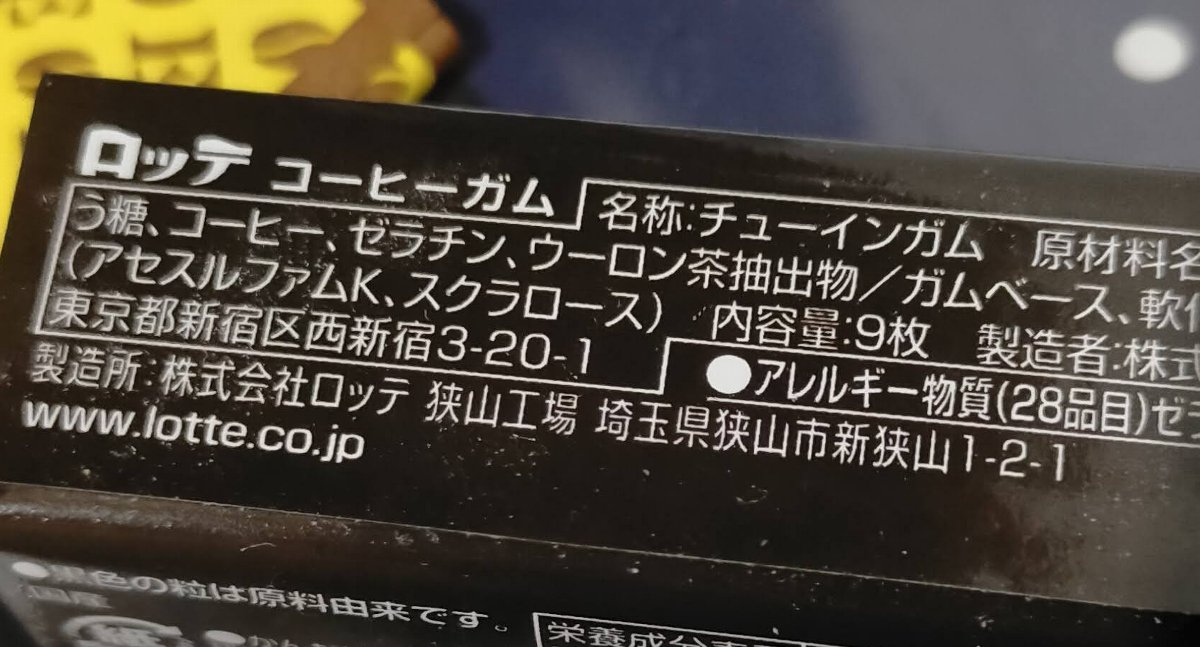 ロッテ コーヒーガム 名称:チューインガム 原材料名
う糖、コーヒー、ゼラチン、ウーロン茶抽出物/ガムベース、軟
(アセスルファムK、スクラロース) 内容量:9枚 製造者:株式
東京都新宿区西新宿3-20-1
●アレルギー物質(28品目)ゼラ
製造所:株式会社ロッテ 狭山工場 埼玉県狭山市新狭山1-2-1
www.lotte.co.jp
色の粒は原料由来です。
国産
栄養成分表